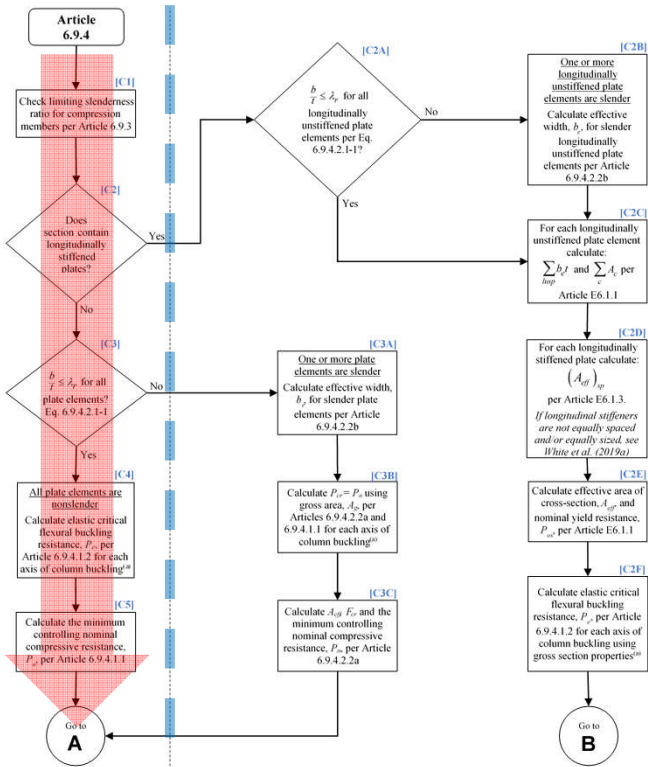 Article
6.9.4
[C1]
Check limiting slenderness
ratio for compression
members per Article 6.9.3
[C2]
Does
section contain
longitudinally
stiffened
plates?
Yes
No
[C3]
b/t ≤ λr for all
plate elements?
Eq. 6.9.4.2.1-1
No
Yes
[C4]
All plate elements are
nonslender
Calculate elastic critical
flexural buckling
resistance, Pe, per
Article 6.9.4.1.2 for each
axis of column buckling
[C5]
Calculate the minimum
controlling nominal
compressive resistance,
Pn, per Article 6.9.4.1.1
Go to
A
[C2A]
b/t ≤ λr for all
longitudinally
unstiffened plate
elements per Eq.
6.9.4.2.1-1?
No
Yes
[C3A]
One or more plate
elements are slender
Calculate effective width,
be, for slender plate
elements per Article
6.9.4.2.2b
[C3B]
Calculate Pcr = Pn using
gross area, Ag, per
Articles 6.9.4.2.2a and
6.9.4.1.1 for each axis of
column buckling
[C3C]
Calculate Aeff Fcr and the
minimum controlling
nominal compressive
resistance, Pn, per Article
6.9.4.2.2a
[C2B]
One or more
longitudinally
unstiffened plate
elements are slender
Calculate effective
width, be, for slender
longitudinally
unstiffened plate
elements per Article
6.9.4.2.2b
[C2C]
For each longitudinally
unstiffened plate element
calculate:
∑lusp bet and ∑c Ac per
Article E6.1.1
[C2D]
For each longitudinally
stiffened plate calculate:
(Aeff)sp
per Article E6.1.3.
If longitudinal stiffeners
are not equally spaced
and/or equally sized, see
White et al. (2019a)
[C2E]
Calculate effective area of
cross-section, Aeff, and
nominal yield resistance,
Pos, per Article E6.1.1
[C2F]
Calculate elastic critical
flexural buckling
resistance, Pe, per Article
6.9.4.1.2 for each axis of
column buckling using
gross section properties
Go to
B